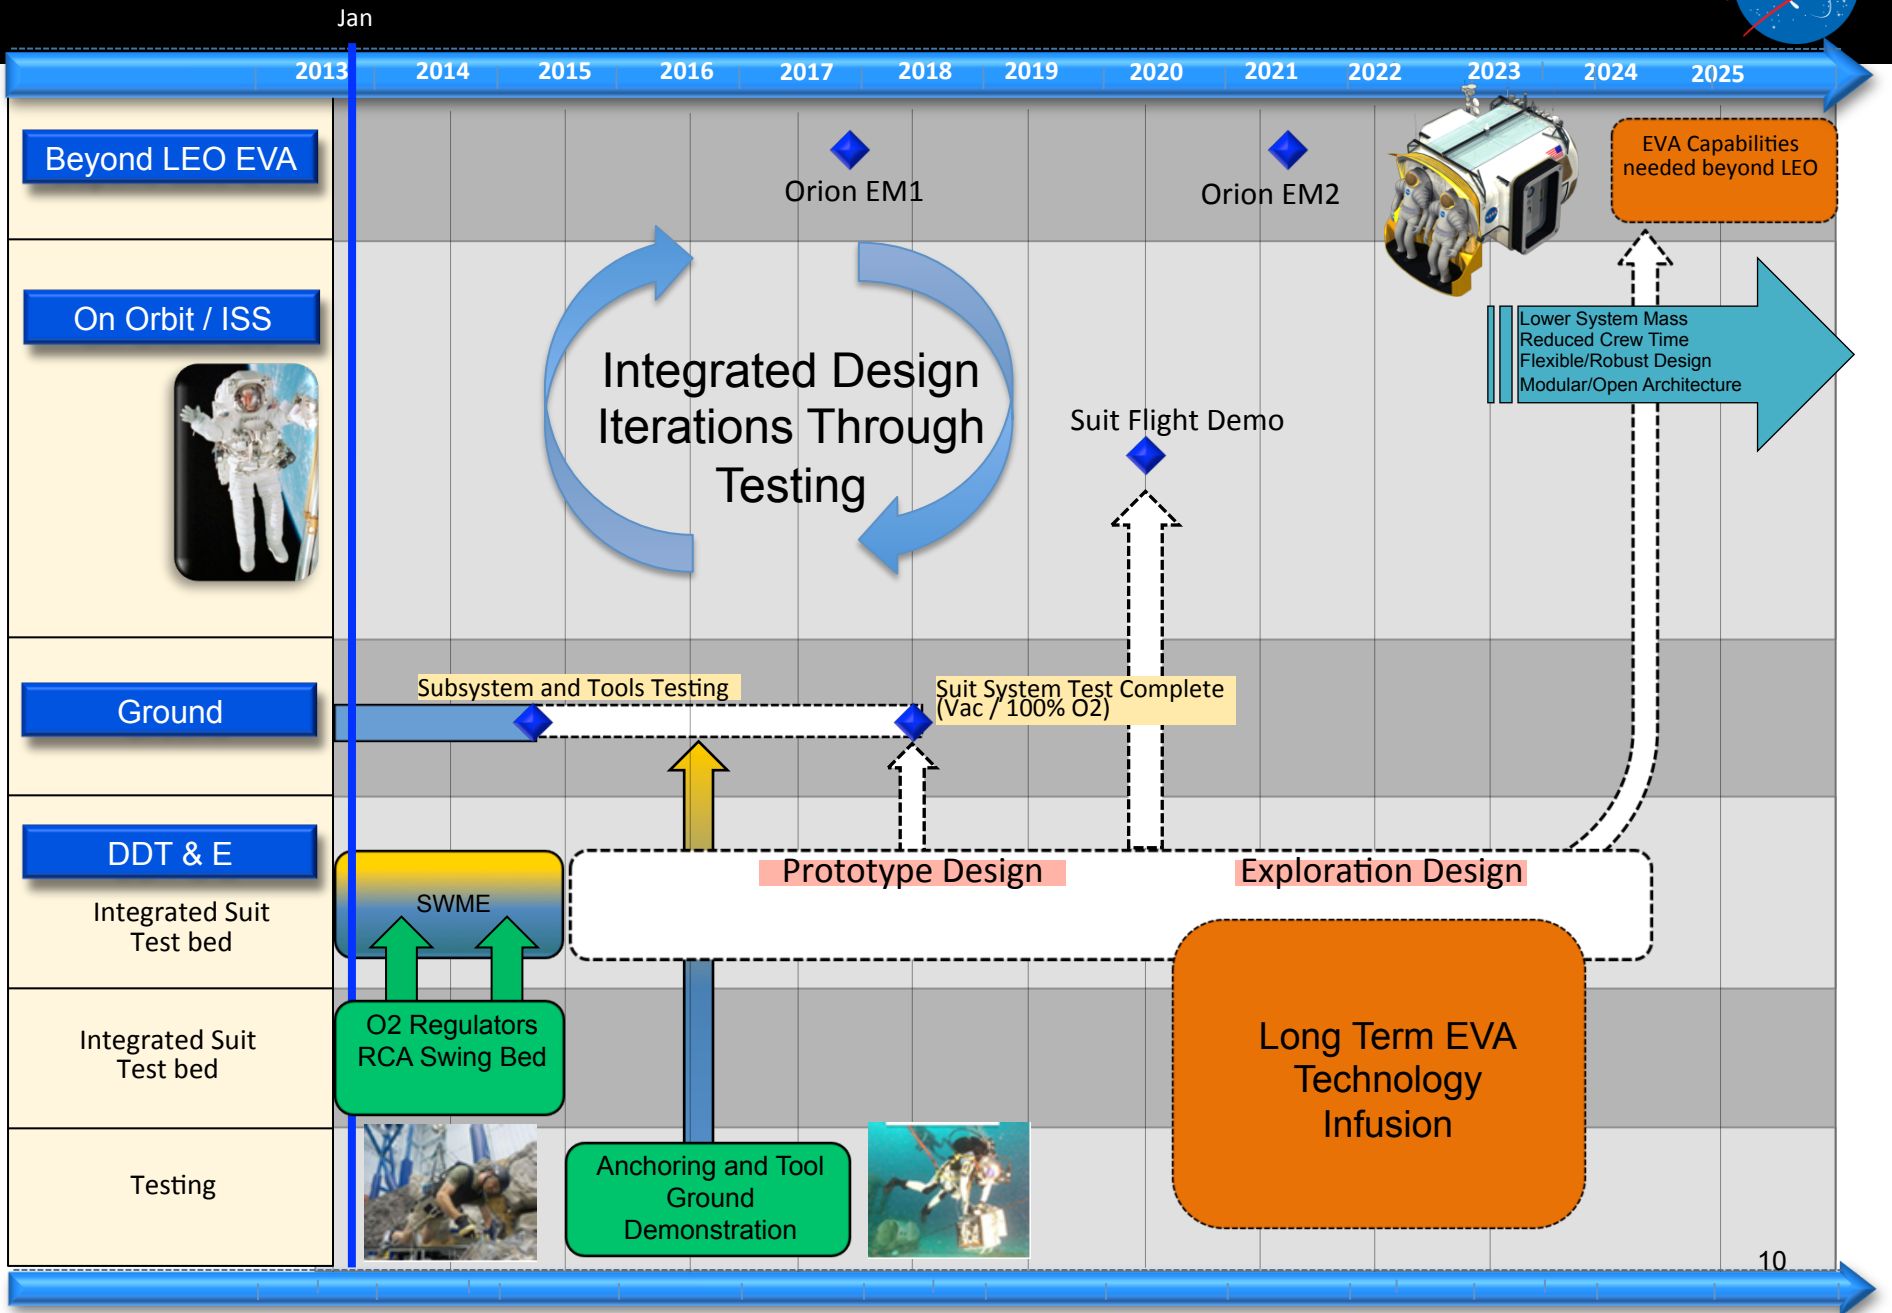 Jan
2013 2014 2015 2016 2017 2018 2019 2020 2021 2022 2023 2024 2025
Beyond LEO EVA
Orion EM1
Orion EM2
EVA Capabilities
needed beyond LEO
On Orbit / ISS
Integrated Design
Iterations Through
Testing
Suit Flight Demo
Lower System Mass
Reduced Crew Time
Flexible/Robust Design
Modular/Open Architecture
Ground
Subsystem and Tools Testing
Suit System Test Complete
(Vac / 100% O2)
DDT & E
Integrated Suit
Test bed
SWME
Prototype Design
Exploration Design
Integrated Suit
Test bed
O2 Regulators
RCA Swing Bed
Long Term EVA
Technology
Infusion
Testing
Anchoring and Tool
Ground
Demonstration
10